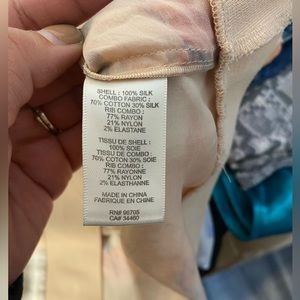 SHELL : 100% SILK
COMBO FABRIC :
70% COTTON 30% SILK
RIB COMBO :
77% RAYON
21% NYLON
2% ELASTANE
TISSU DE SHELL :
100% SOIE
TISSU DE COMBO :
70% COTON 30% SOIE
RIB COMBO :
77% RAYONNE
21% NYLON
2% ELASTHANNE
MADE IN CHINA
FABRIQUE EN CHINE
RN# 96705
CA# 34460